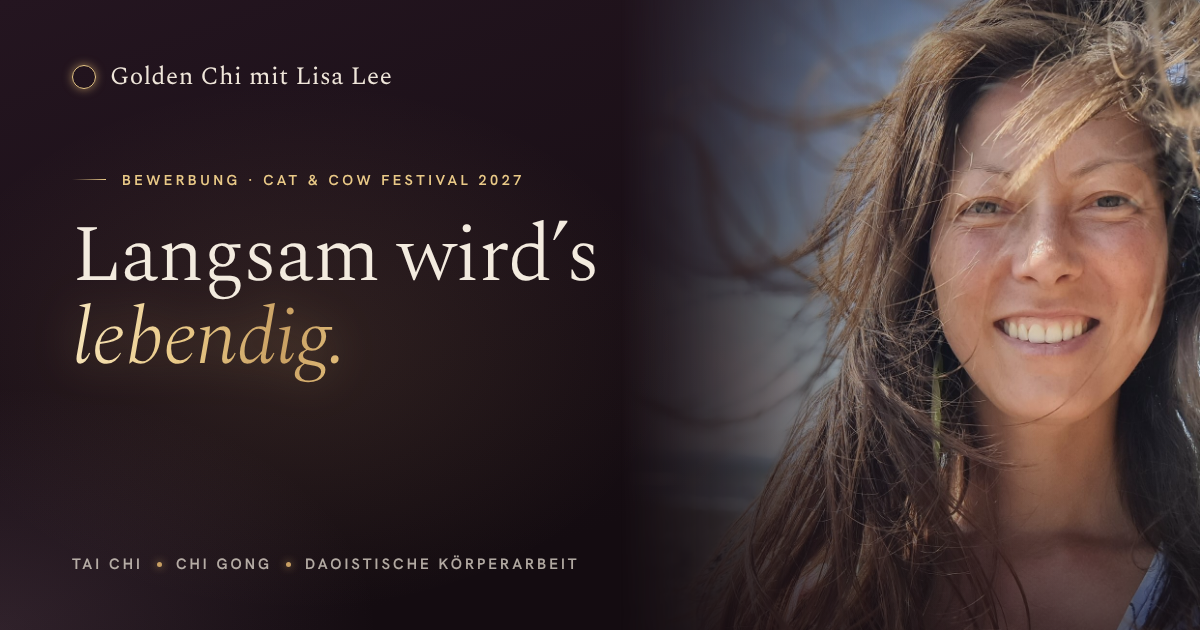 Golden Chi mit Lisa Lee
BEWERBUNG · CAT & COW FESTIVAL 2027
Langsam wird´s
lebendig.
TAI CHI • CHI GONG • DAOISTISCHE KÖRPERARBEIT